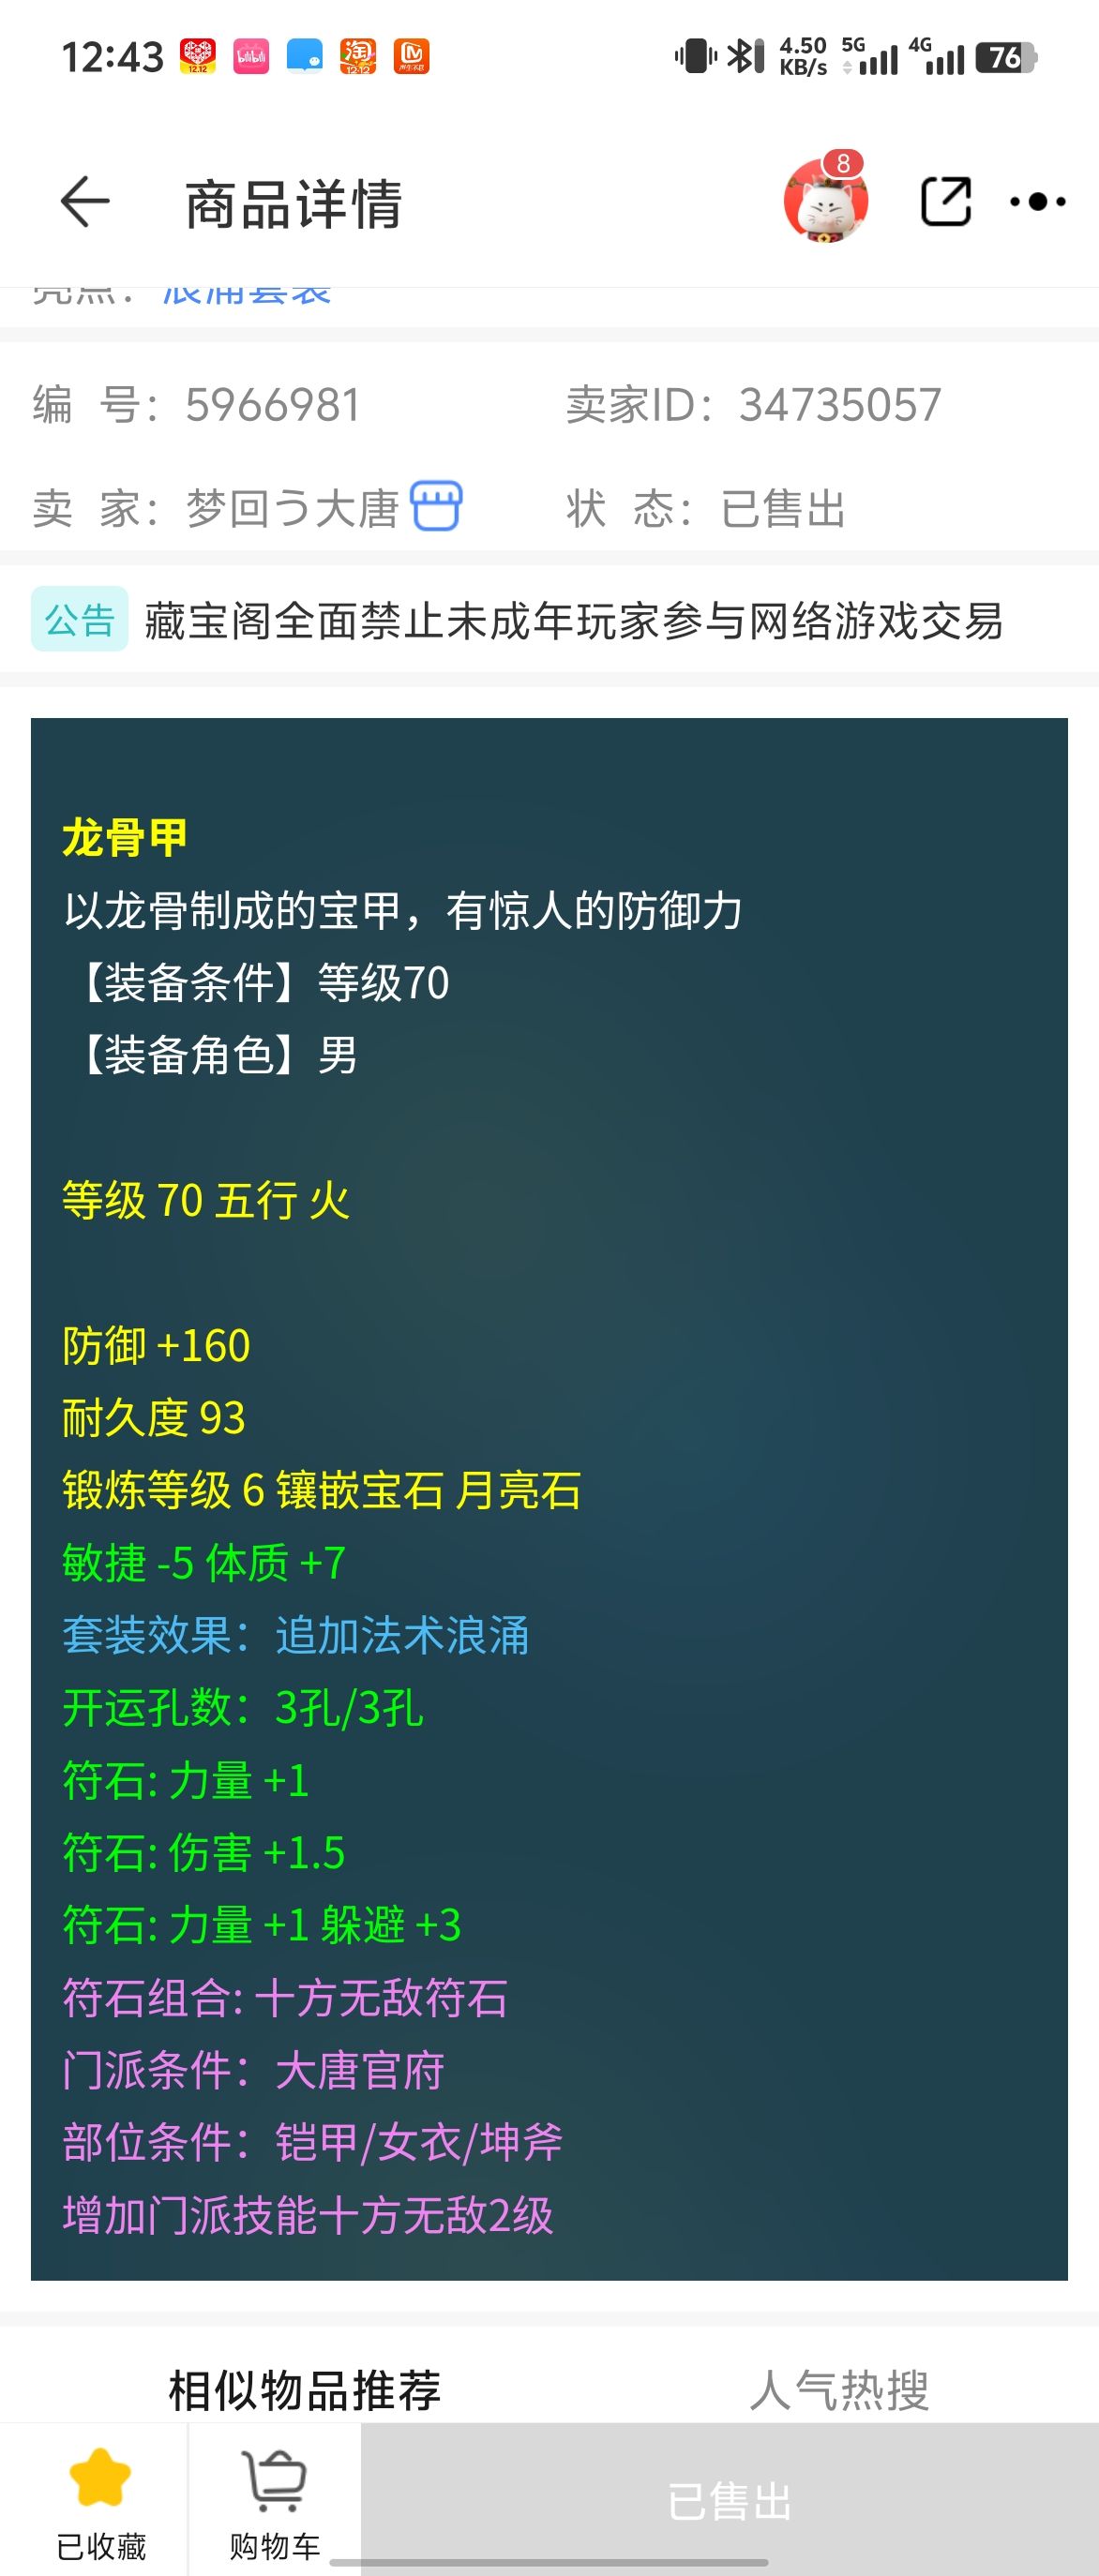 12:43
4.50 KB/s 5G 4G 76
商品详情
8
亮点：浪涌套装
编 号：5966981 卖家ID：34735057
卖 家：梦回う大唐 状 态：已售出
公告 藏宝阁全面禁止未成年玩家参与网络游戏交易
龙骨甲
以龙骨制成的宝甲，有惊人的防御力
【装备条件】等级70
【装备角色】男
等级 70 五行 火
防御 +160
耐久度 93
锻炼等级 6 镶嵌宝石 月亮石
敏捷 -5 体质 +7
套装效果：追加法术浪涌
开运孔数：3孔/3孔
符石: 力量 +1
符石: 伤害 +1.5
符石: 力量 +1 躲避 +3
符石组合: 十方无敌符石
门派条件：大唐官府
部位条件：铠甲/女衣/坤斧
增加门派技能十方无敌2级
相似物品推荐 人气热搜
已收藏 购物车 已售出